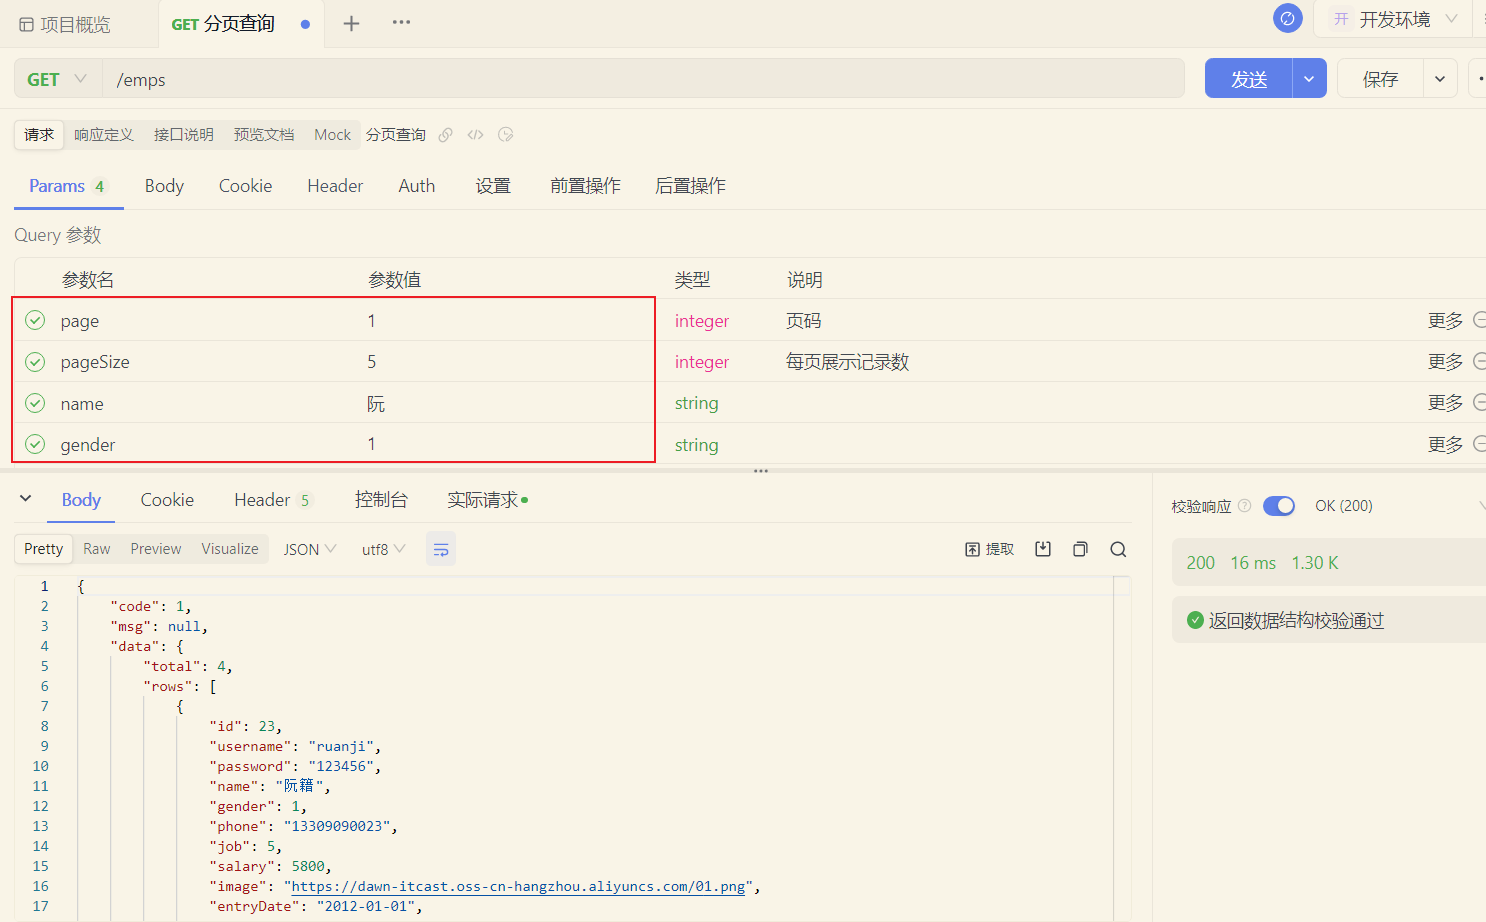 项目概览 GET 分页查询 开 开发环境
GET /emps 发送 保存
请求 响应定义 接口说明 预览文档 Mock 分页查询
Params 4 Body Cookie Header Auth 设置 前置操作 后置操作
Query 参数
参数名 参数值 类型 说明
page 1 integer 页码 更多
pageSize 5 integer 每页展示记录数 更多
name 阮 string 更多
gender 1 string 更多
Body Cookie Header 5 控制台 实际请求 校验响应 OK (200)
Pretty Raw Preview Visualize JSON utf8 提取
200 16 ms 1.30 K
返回数据结构校验通过
1 {
2 "code": 1,
3 "msg": null,
4 "data": {
5 "total": 4,
6 "rows": [
7 {
8 "id": 23,
9 "username": "ruanji",
10 "password": "123456",
11 "name": "阮籍",
12 "gender": 1,
13 "phone": "13309090023",
14 "job": 5,
15 "salary": 5800,
16 "image": "https://dawn-itcast.oss-cn-hangzhou.aliyuncs.com/01.png",
17 "entryDate": "2012-01-01",